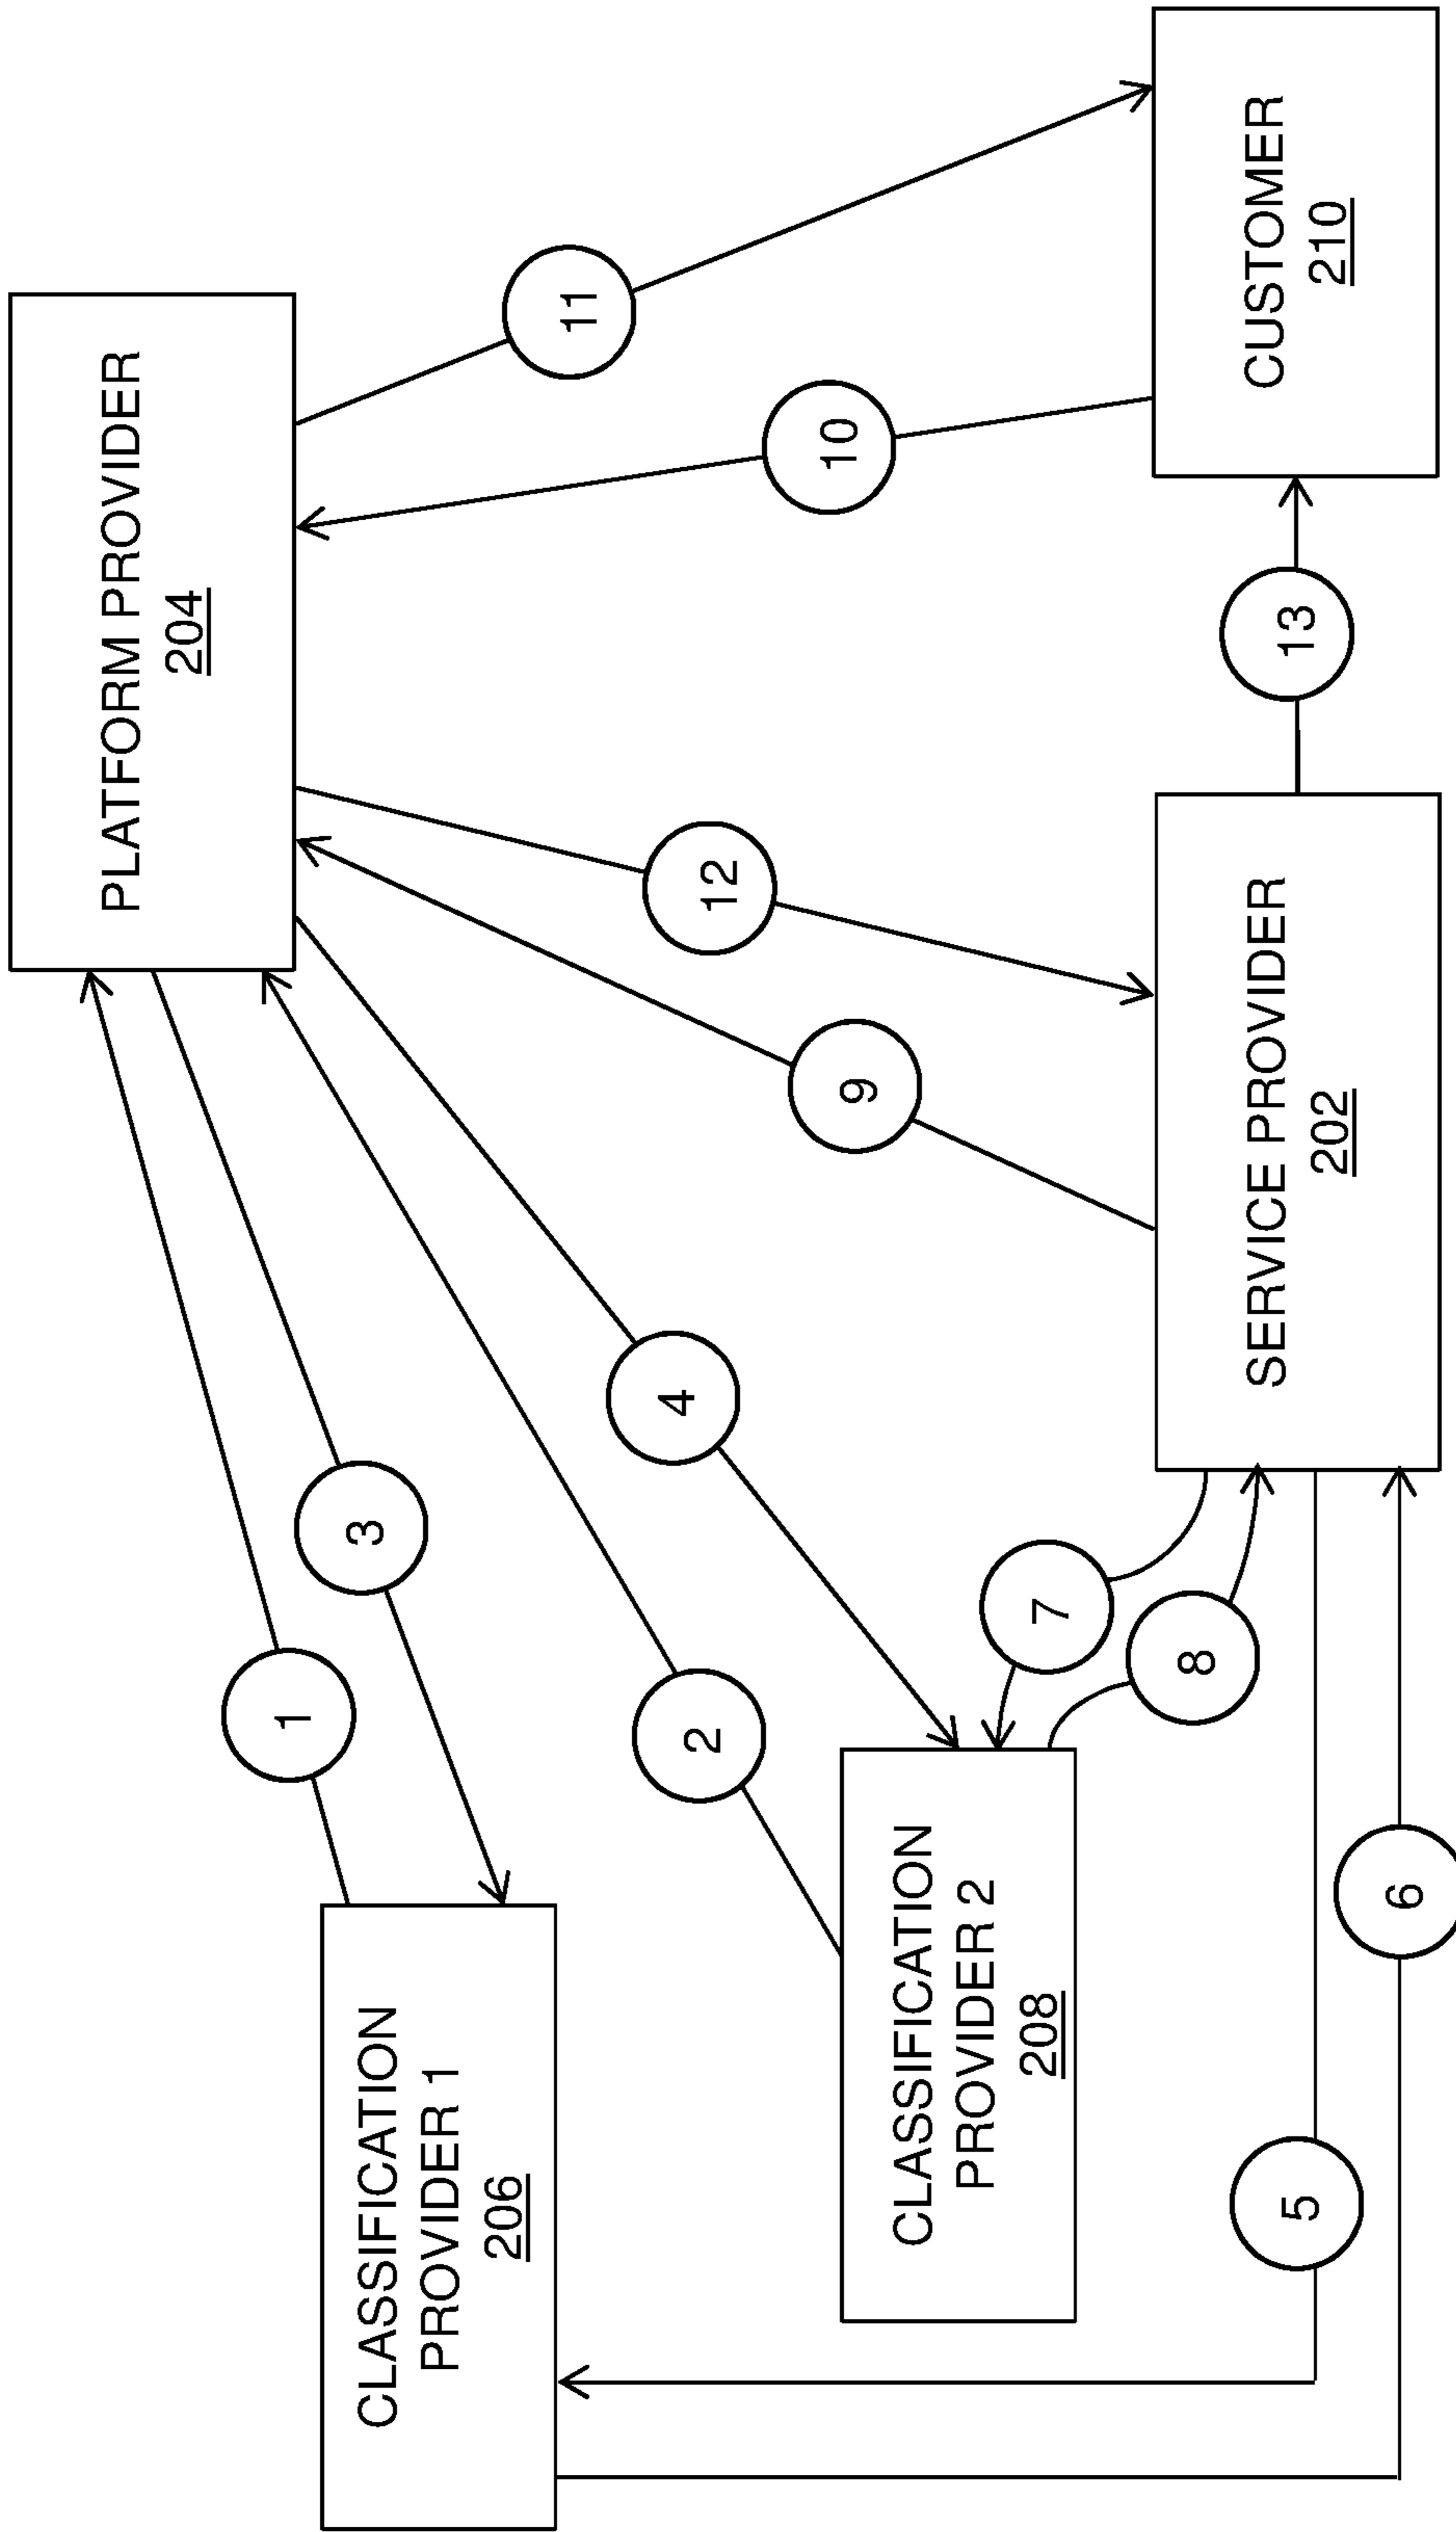 PLATFORM PROVIDER
204
1
3
11
CLASSIFICATION
PROVIDER 1
206
2
4
12
10
9
CLASSIFICATION
PROVIDER 2
208
7
8
5
13
6
SERVICE PROVIDER
202
CUSTOMER
210